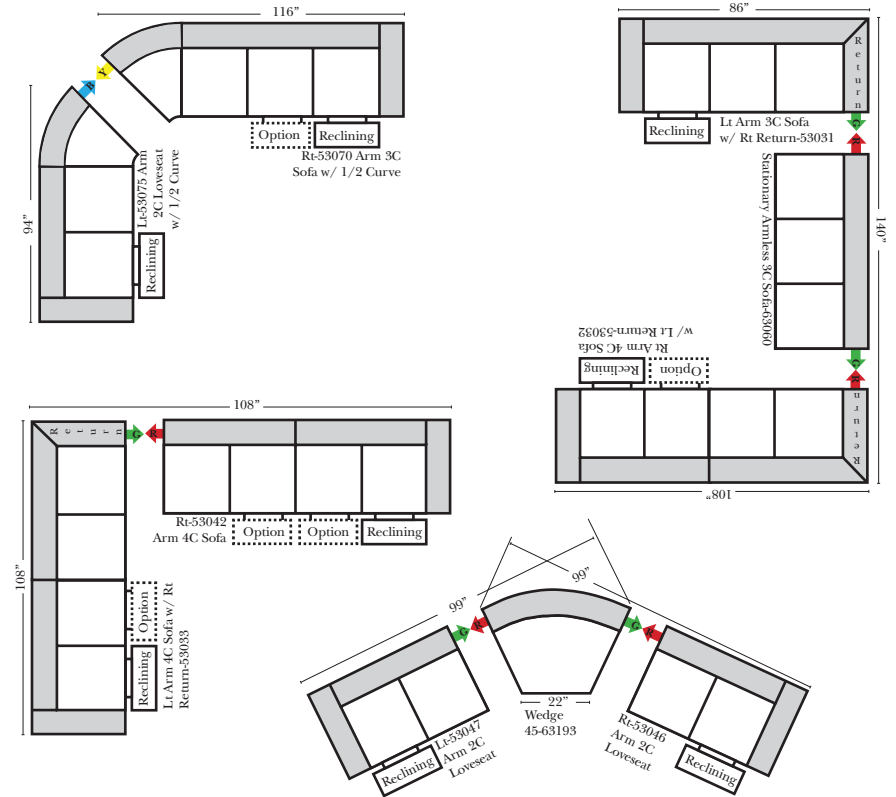 116”
94”
B
Y
Option
Reclining
Rt-53070 Arm 3C
Sofa w/ 1/2 Curve
Lt-53075 Arm
2C Loveseat
w/ 1/2 Curve
Reclining
86”
Return
Reclining
Lt Arm 3C Sofa
w/ Rt Return-53031
G
R
Stationary Armless 3C Sofa-63060
140”
G
R
Rt Arm 4C Sofa
w/ Lt Return-53032
Reclining
Option
Return
108”
108”
Return
G
R
Rt-53042
Arm 4C Sofa
Option
Option
Reclining
108”
Option
Reclining
Lt Arm 4C Sofa w/ Rt
Return-53033
99”
99”
G
R
G
R
22”
Wedge
45-63193
Lt-53047
Arm 2C
Loveseat
Reclining
Rt-53046
Arm 2C
Loveseat
Reclining